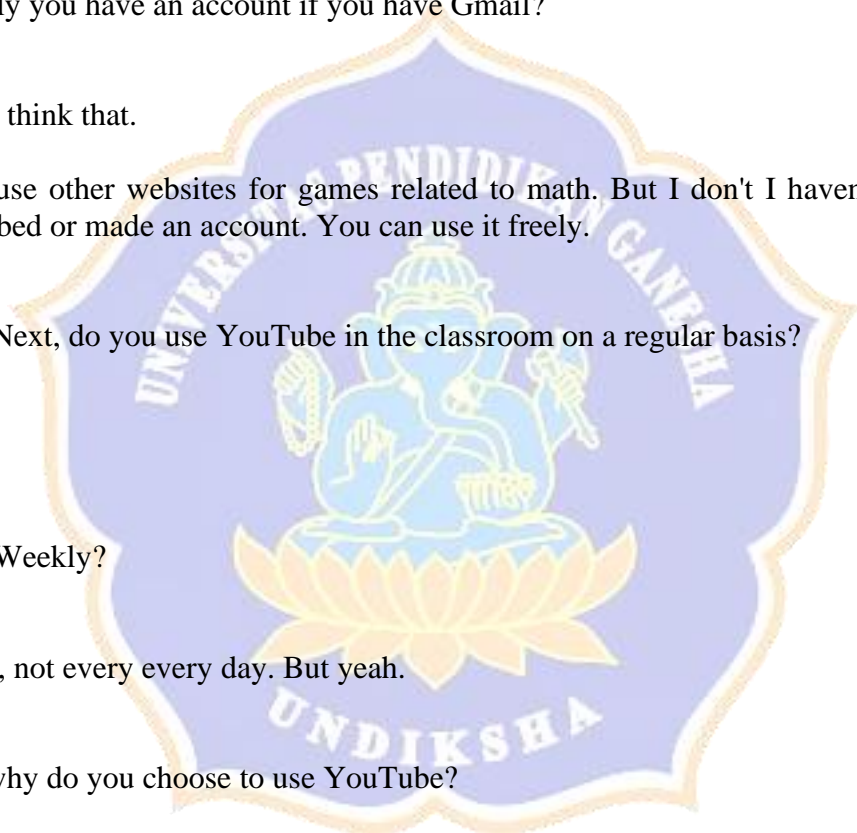 ly you have an account if you have Gmail?
think that.
use other websites for games related to math. But I don't I haven
bed or made an account. You can use it freely.
UNIVERSITAS PENDIDIKAN GANESHA
Next, do you use YouTube in the classroom on a regular basis?
Weekly?
, not every every day. But yeah.
UNDIKSHA
why do you choose to use YouTube?